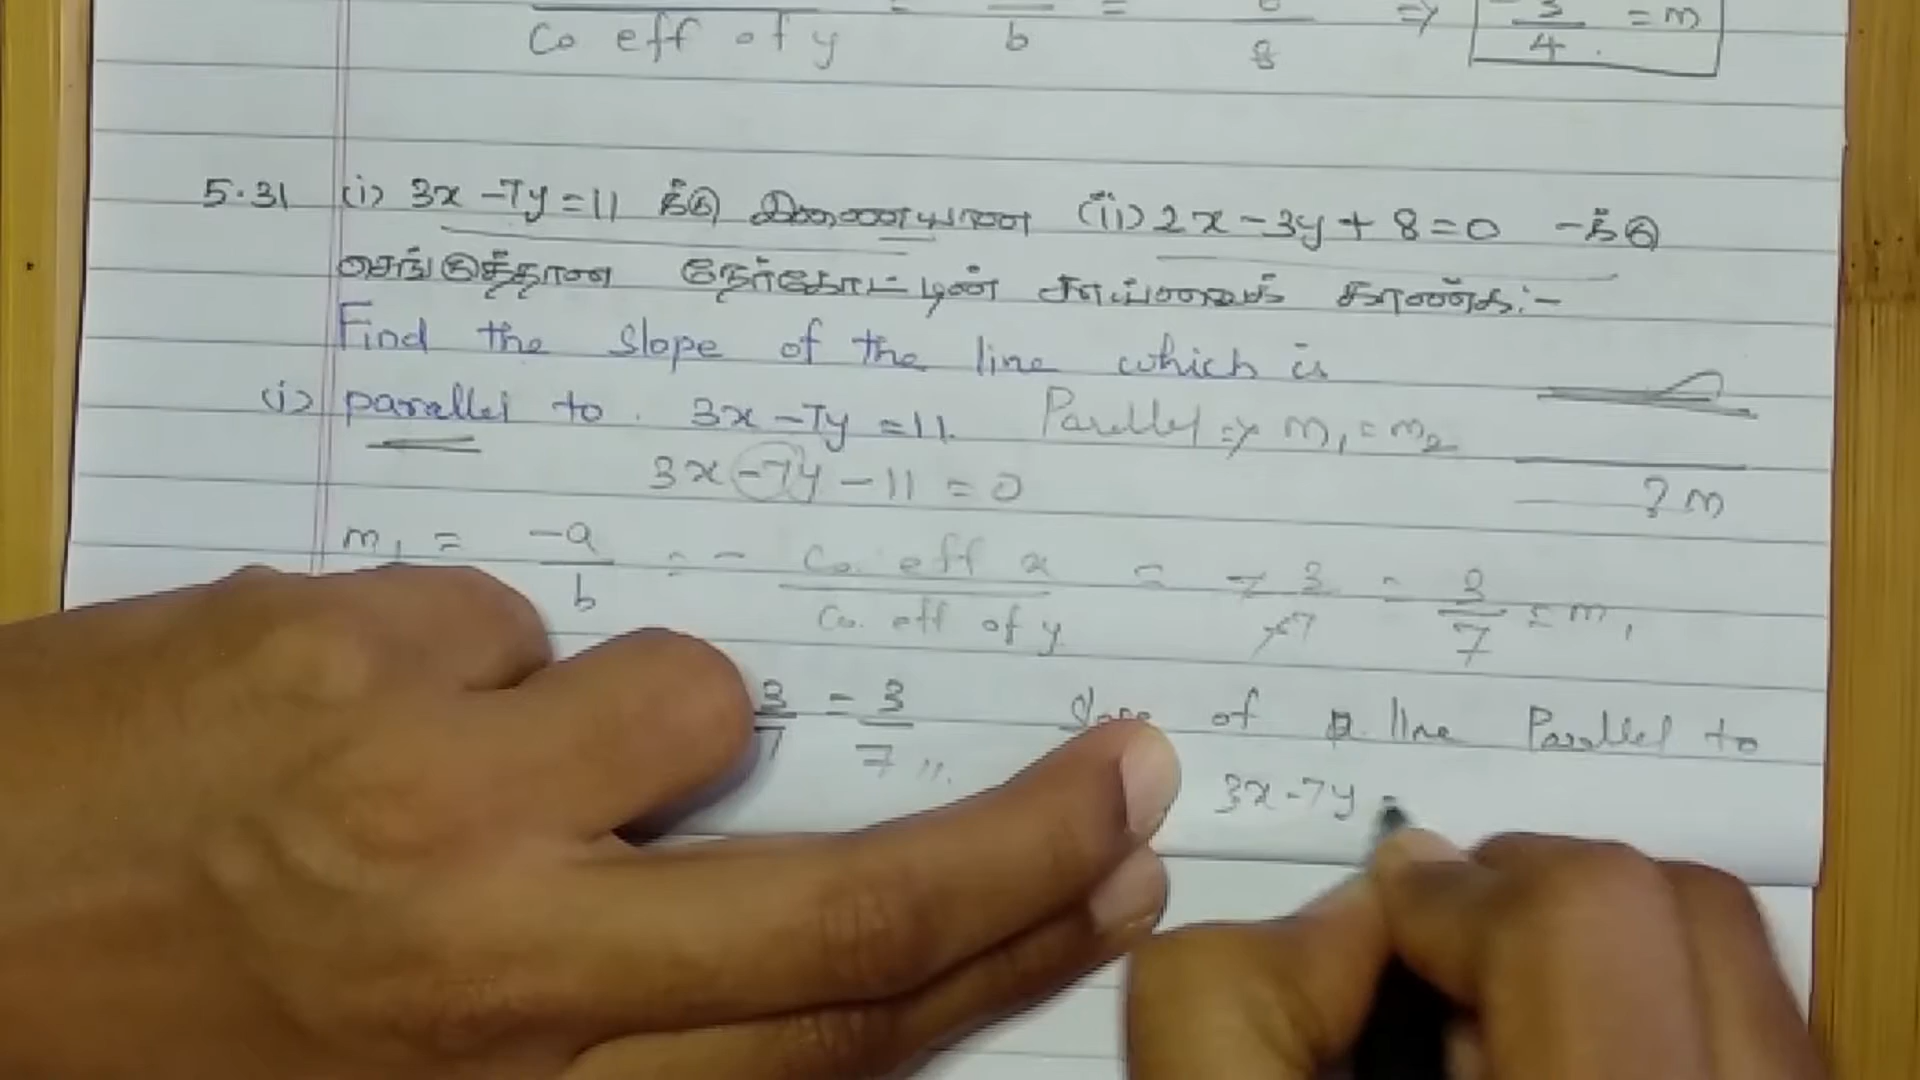 Co eff of y = b = 8 ⇒ 3/4 = m
5.31 (i) 3x - 7y = 11 க்கு இணையான (ii) 2x - 3y + 8 = 0 -க்கு
செங்குத்தான நேர்கோட்டின் சாய்வைக் காண்க:-
Find the slope of the line which is
(i) parallel to. 3x - 7y = 11. Parallel ⇒ m₁ = m₂
3x - 7y - 11 = 0
? m
m₁ = -a/b = - Co. eff x / Co. eff of y = -3/-7 = 3/7 = m₁
3/7 = 3/7 ,, Slope of a line Parallel to
3x - 7y =